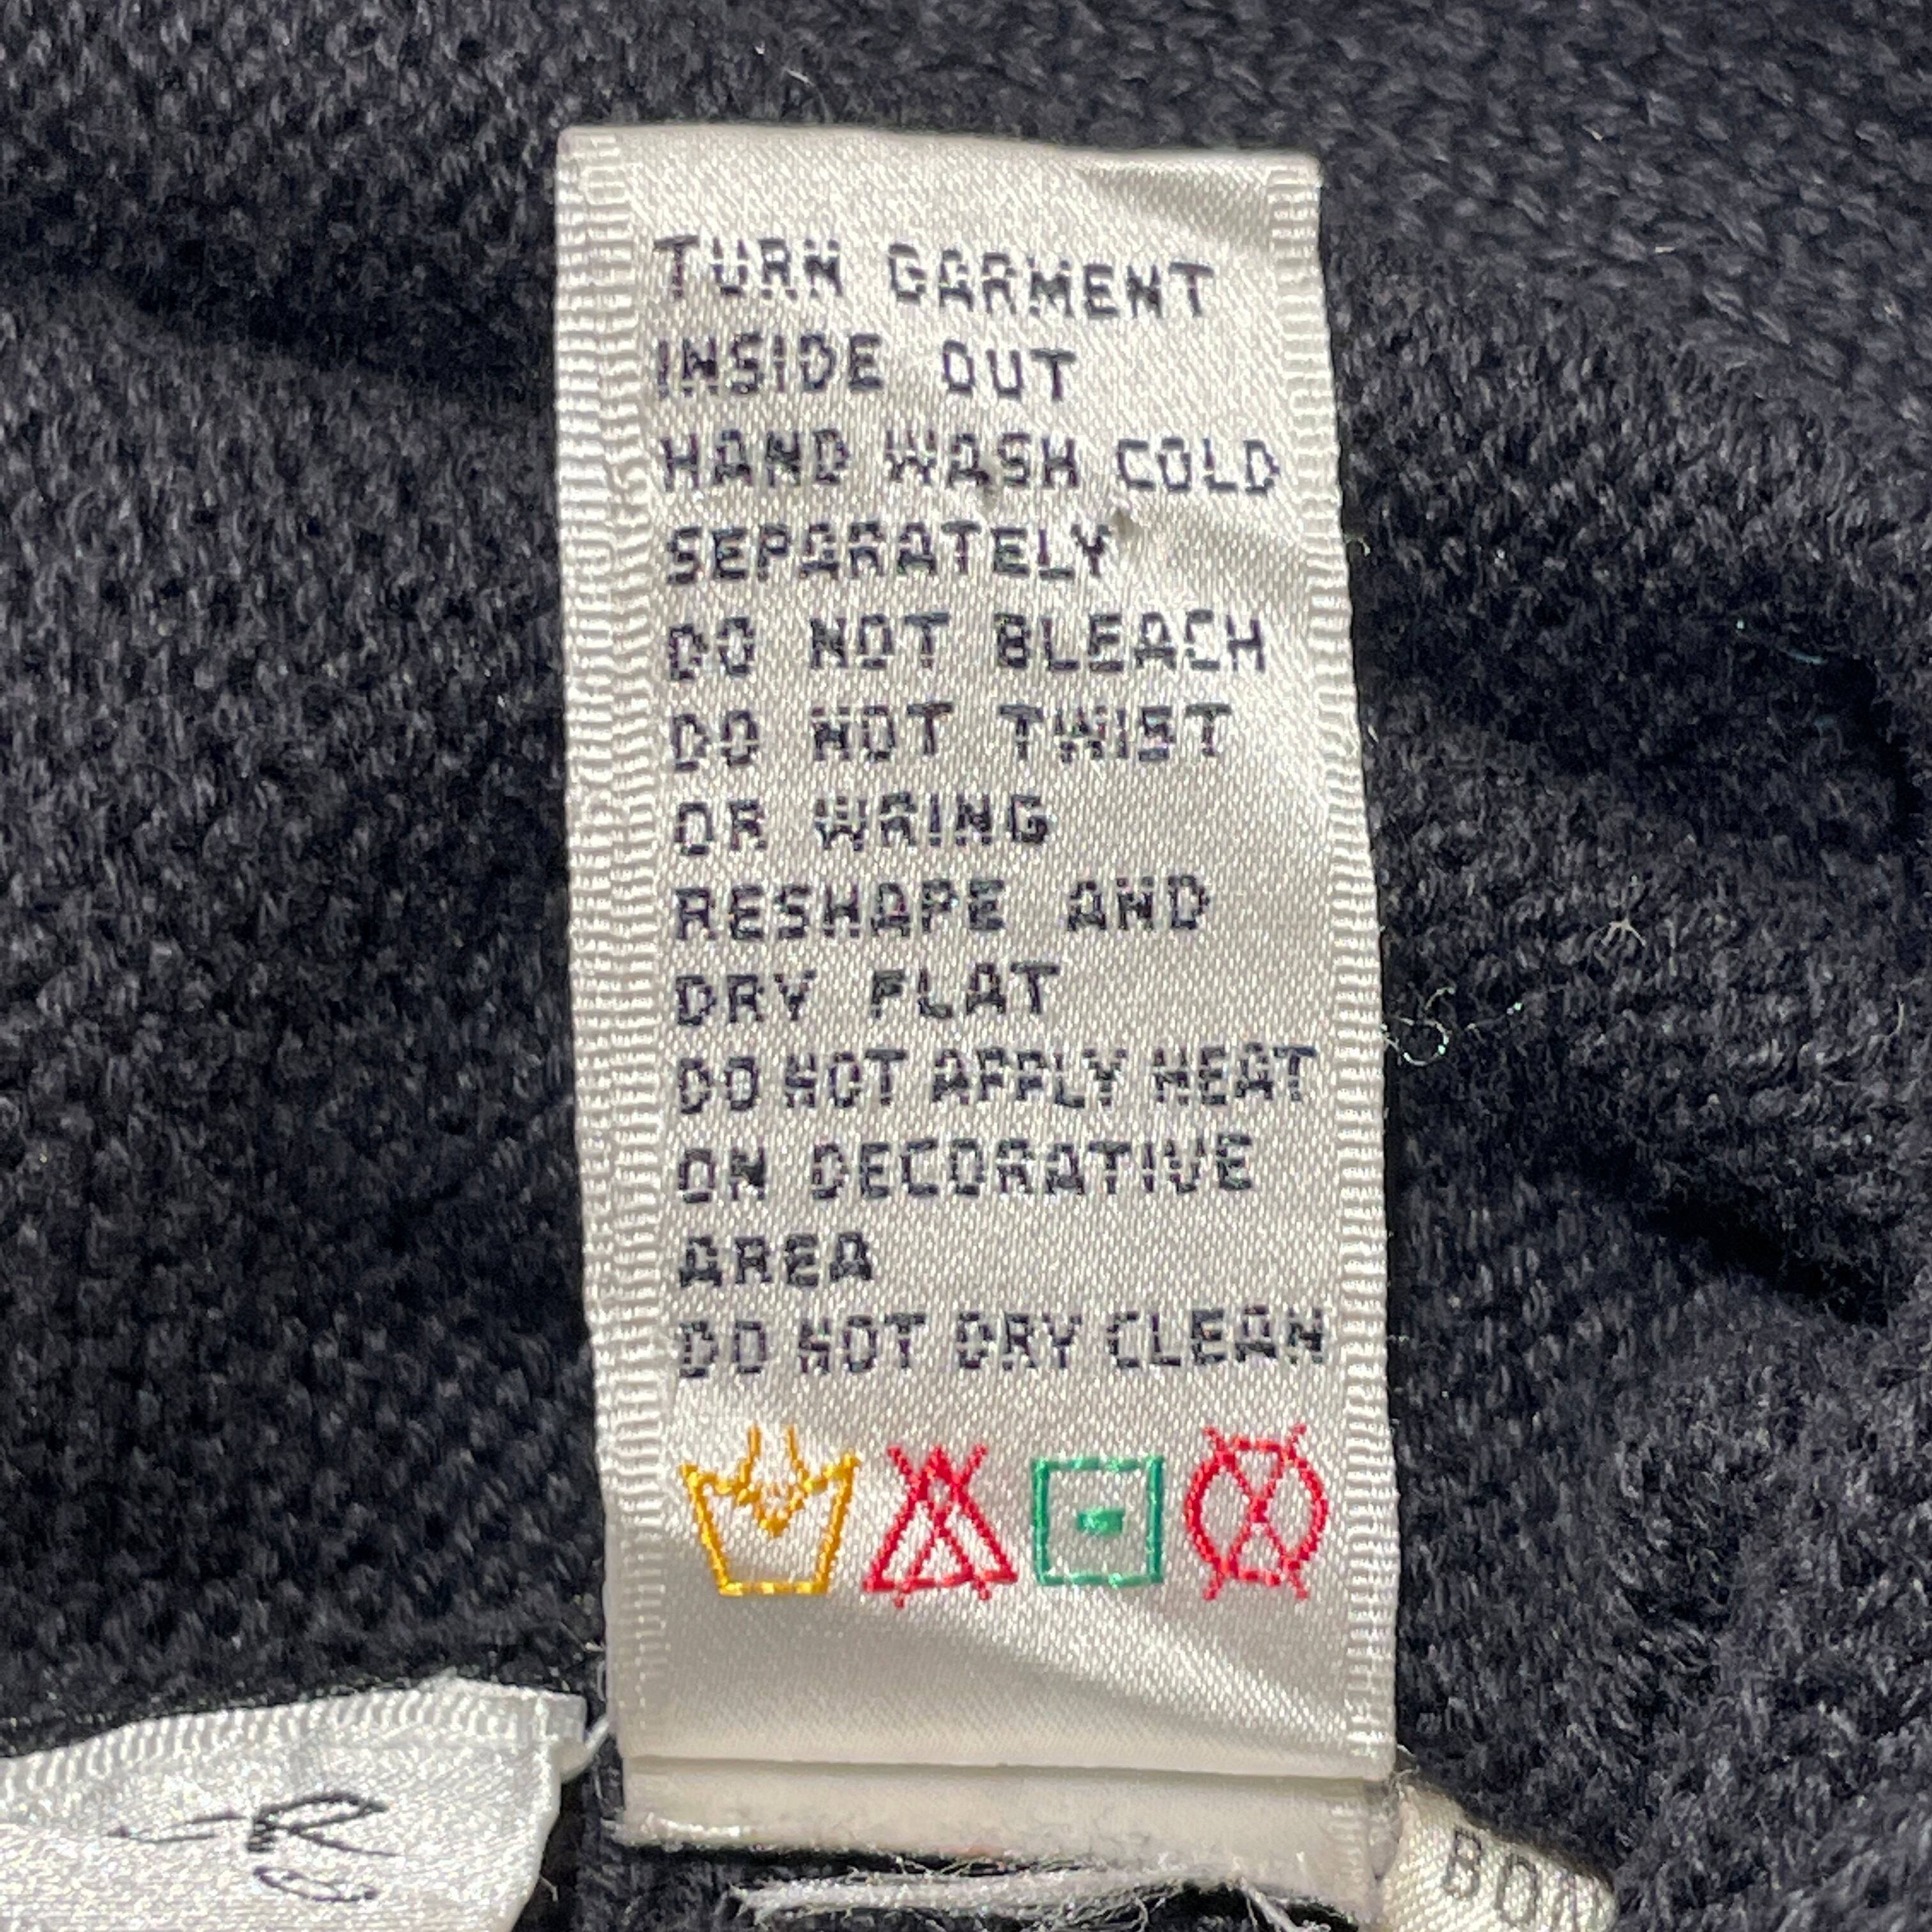 TURN GARMENT
INSIDE OUT
HAND WASH COLD
SEPARATELY
DO NOT BLEACH
DO NOT TWIST
OR WRING
RESHAPE AND
DRY FLAT
DO NOT APPLY HEAT
ON DECORATIVE
AREA
DO NOT DRY CLEAN